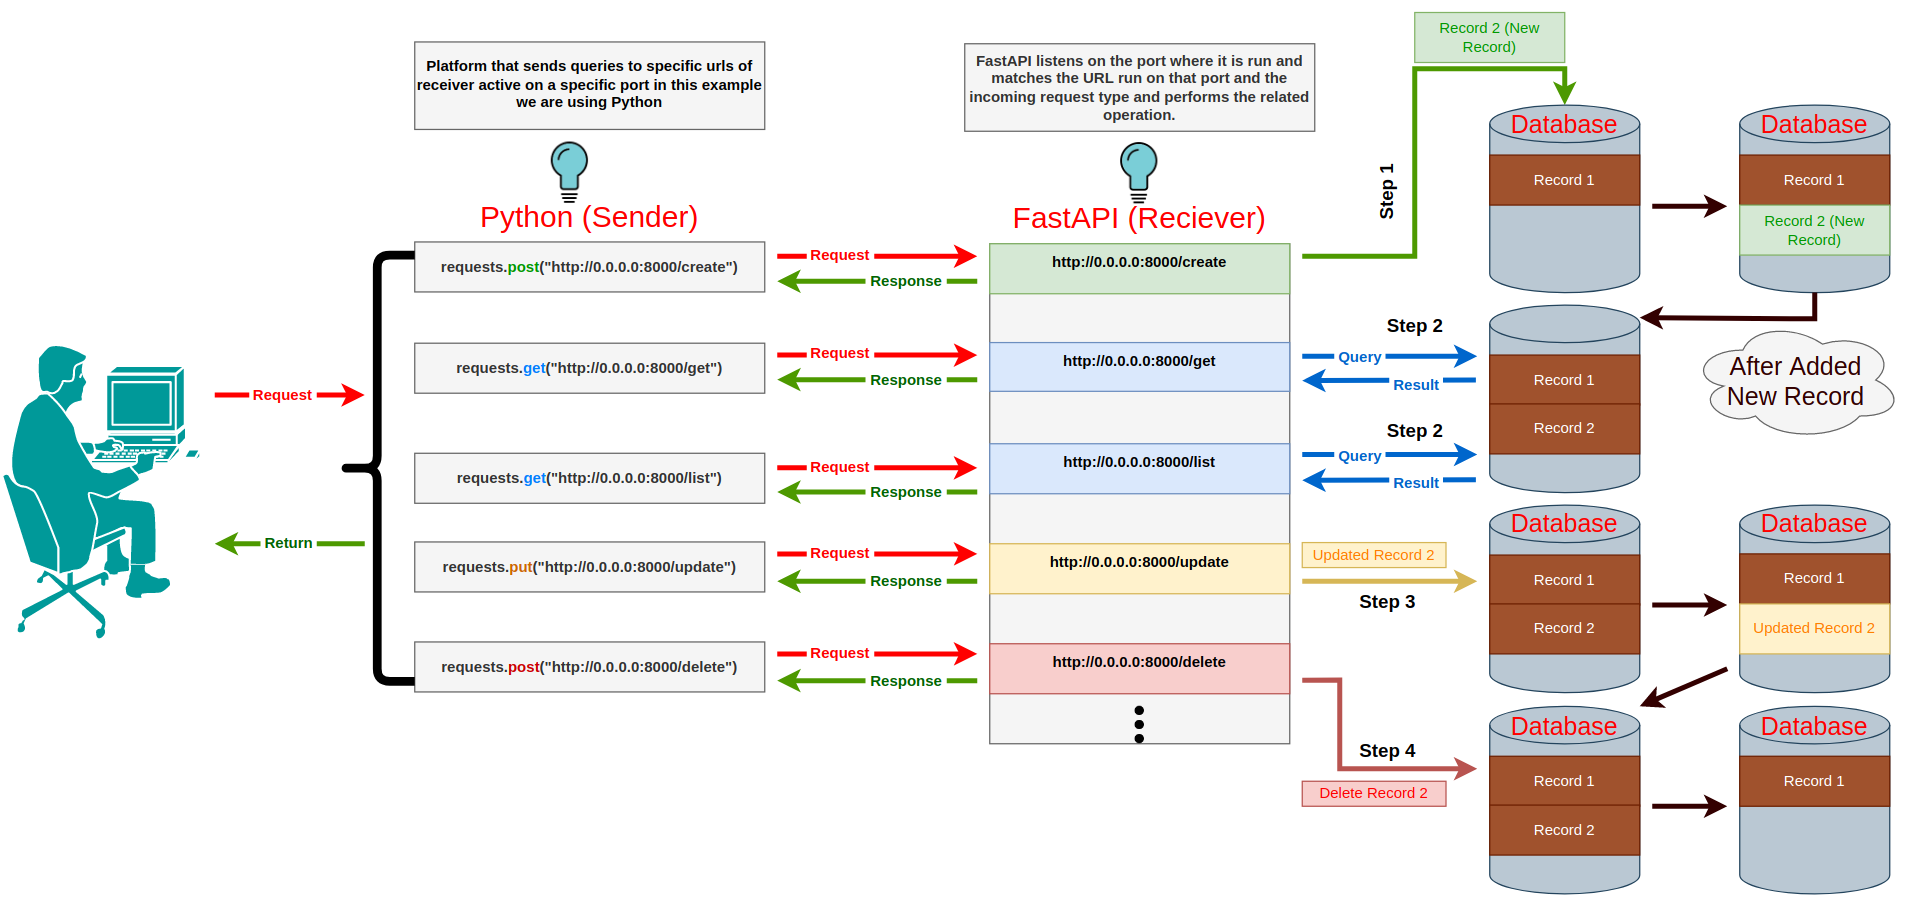 Platform that sends queries to specific urls of
receiver active on a specific port in this example
we are using Python
Python (Sender)
FastAPI listens on the port where it is run and
matches the URL run on that port and the
incoming request type and performs the related
operation.
FastAPI (Reciever)
Request
Return
requests.post("http://0.0.0.0:8000/create")
Request
Response
http://0.0.0.0:8000/create
requests.get("http://0.0.0.0:8000/get")
Request
Response
http://0.0.0.0:8000/get
requests.get("http://0.0.0.0:8000/list")
Request
Response
http://0.0.0.0:8000/list
requests.put("http://0.0.0.0:8000/update")
Request
Response
http://0.0.0.0:8000/update
requests.post("http://0.0.0.0:8000/delete")
Request
Response
http://0.0.0.0:8000/delete
Step 1
Record 2 (New
Record)
Database
Record 1
Database
Record 1
Record 2 (New
Record)
Step 2
Query
Result
Step 2
Query
Result
Record 1
Record 2
After Added
New Record
Updated Record 2
Step 3
Database
Record 1
Record 2
Database
Record 1
Updated Record 2
Step 4
Delete Record 2
Database
Record 1
Record 2
Database
Record 1